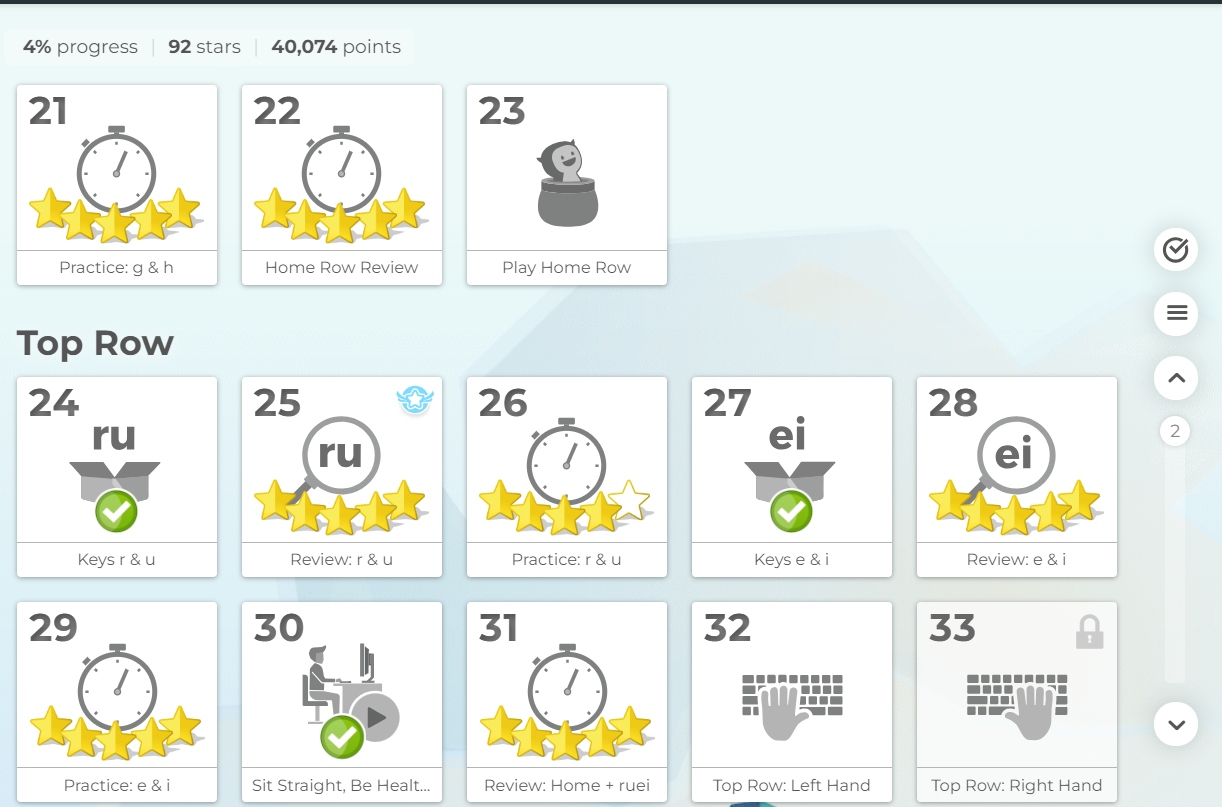 4% progress | 92 stars | 40,074 points
21
22
23
Practice: g & h
Home Row Review
Play Home Row
Top Row
24
ru
25
ru
26
27
ei
28
ei
Keys r & u
Review: r & u
Practice: r & u
Keys e & i
Review: e & i
2
29
30
31
32
33
Practice: e & i
Sit Straight, Be Healt...
Review: Home + ruei
Top Row: Left Hand
Top Row: Right Hand